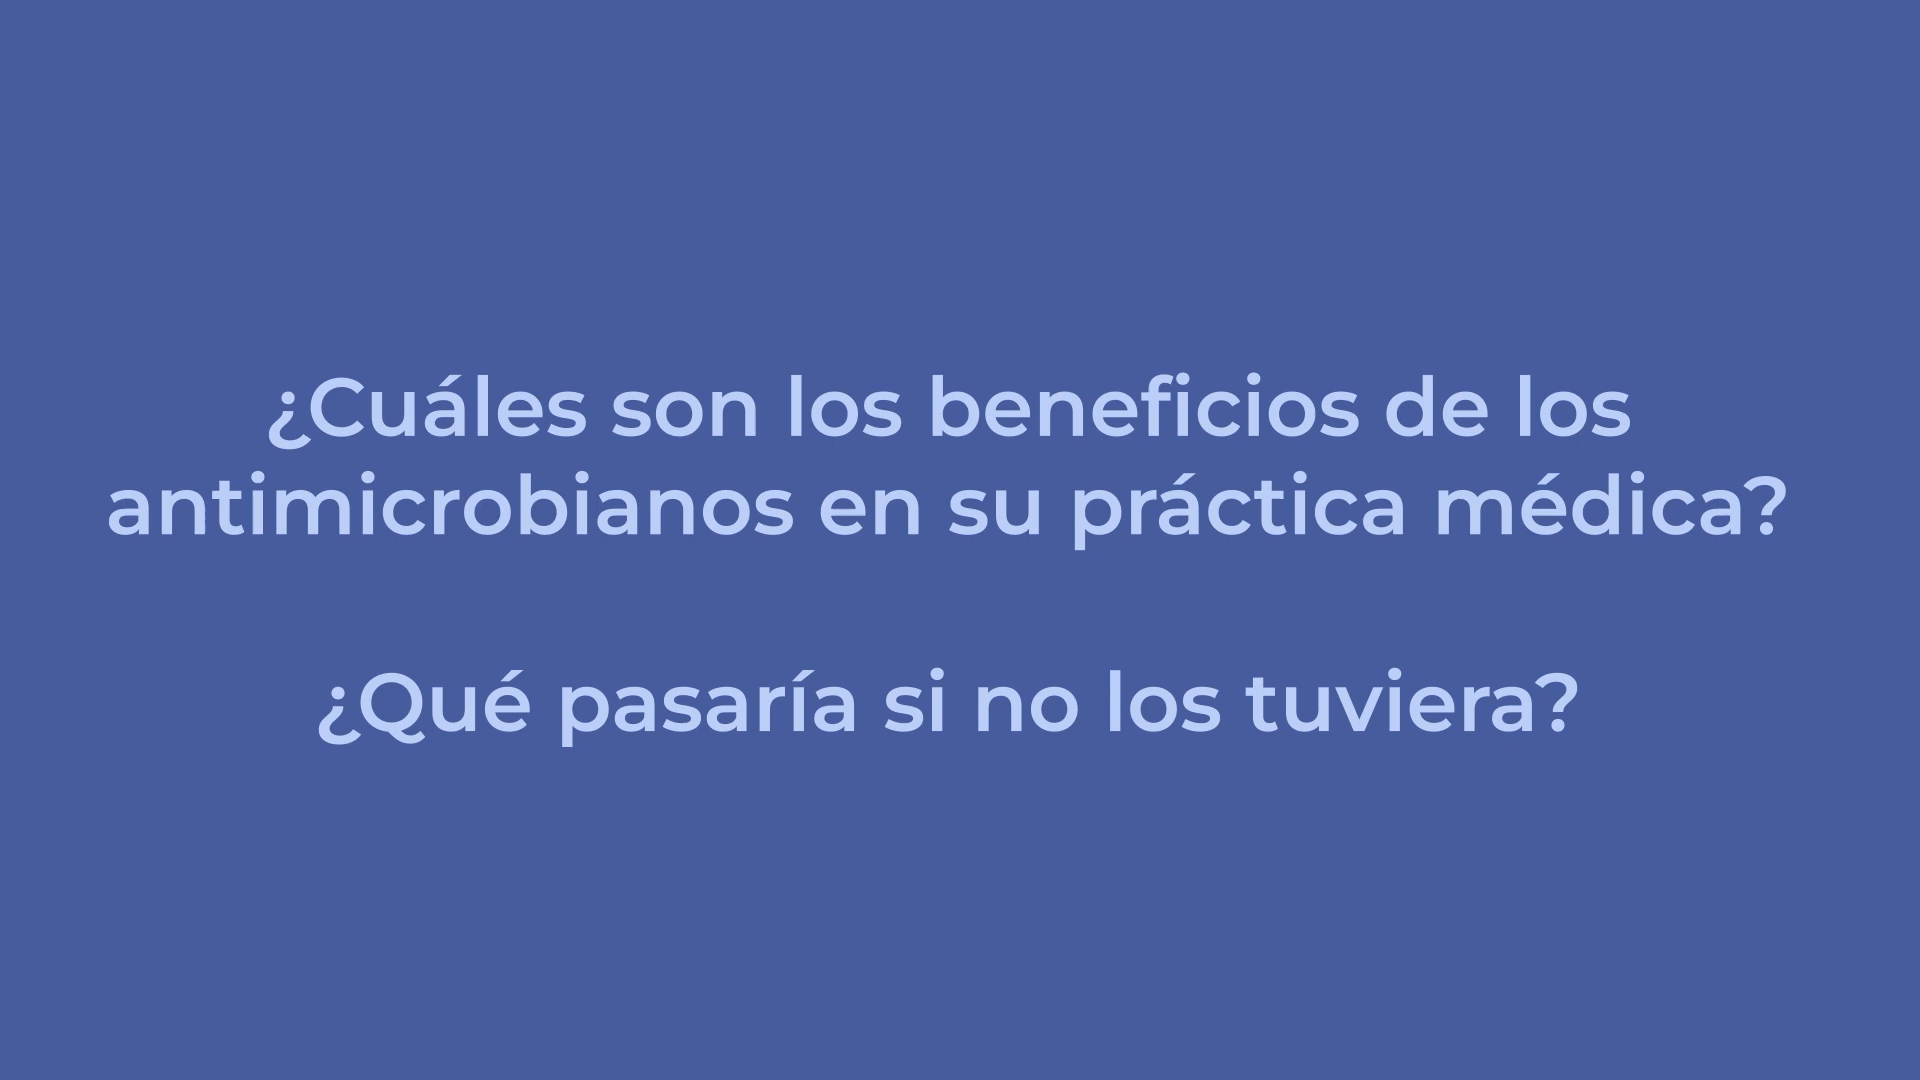 ¿Cuáles son los beneficios de los
antimicrobianos en su práctica médica?
¿Qué pasaría si no los tuviera?